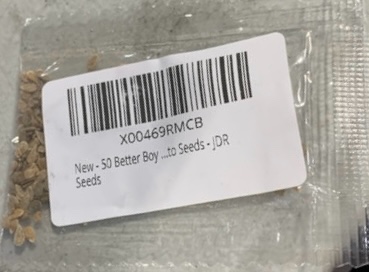 X00469RMCB
New - 50 Better Boy ...to Seeds - JDR
Seeds